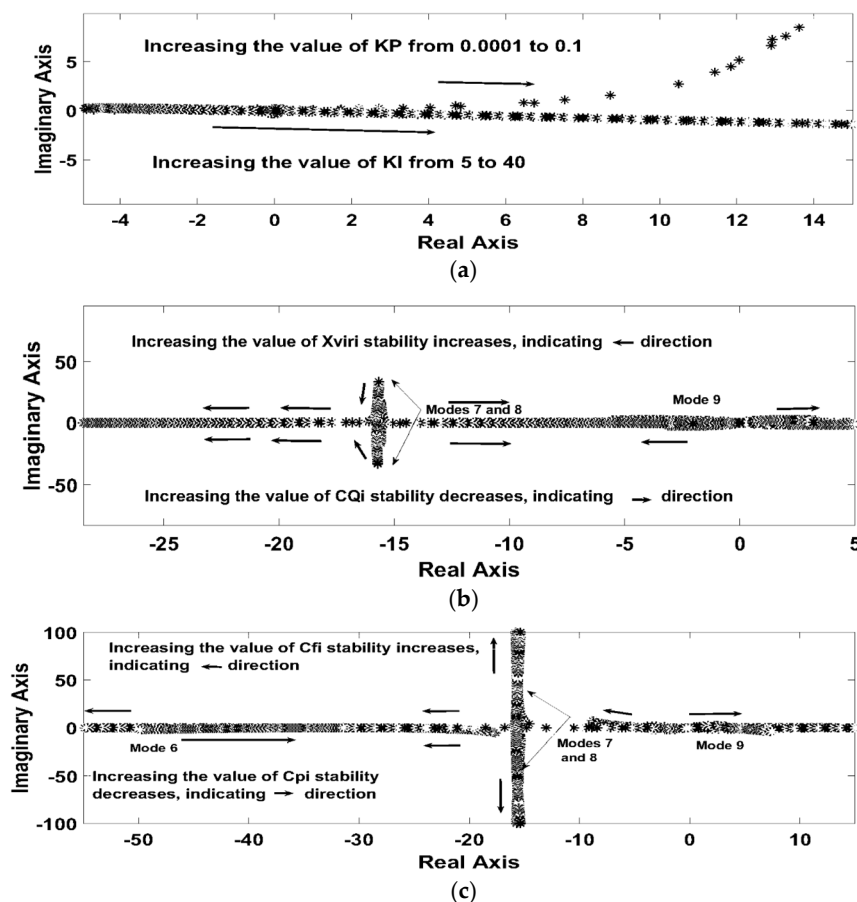 10
Increasing the value of KP from 0.0001 to 0.1
5
0
-5
Increasing the value of KI from 5 to 40
Imaginary Axis
-4 -2 0 2 4 6 8 10 12 14
Real Axis
(a)
Increasing the value of Xviri stability increases, indicating ← direction
50
Mode 9
Modes 7 and 8
0
-50
Increasing the value of CQi stability decreases, indicating → direction
Imaginary Axis
-25 -20 -15 -10 -5 0 5
Real Axis
(b)
100
Increasing the value of Cfi stability increases,
indicating ← direction
50
0
Mode 6
Modes 7
and 8
Mode 9
-50
Increasing the value of Cpi stability
decreases, indicating → direction
-100
Imaginary Axis
-50 -40 -30 -20 -10 0 10
Real Axis
(c)